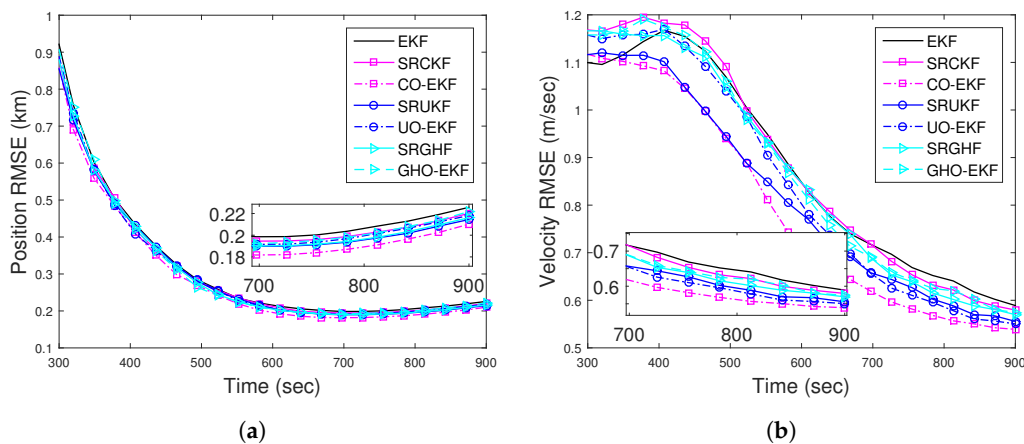 1
0.9
0.8
0.7
0.6
0.5
0.4
0.3
0.2
0.1
Position RMSE (km)
300 400 500 600 700 800 900
Time (sec)
EKF
SRCKF
CO-EKF
SRUKF
UO-EKF
SRGHF
GHO-EKF
0.22
0.2
0.18
700 800 900
(a)
1.2
1.1
1
0.9
0.8
0.7
0.6
0.5
Velocity RMSE (m/sec)
300 400 500 600 700 800 900
Time (sec)
EKF
SRCKF
CO-EKF
SRUKF
UO-EKF
SRGHF
GHO-EKF
0.7
0.6
700 800 900
(b)